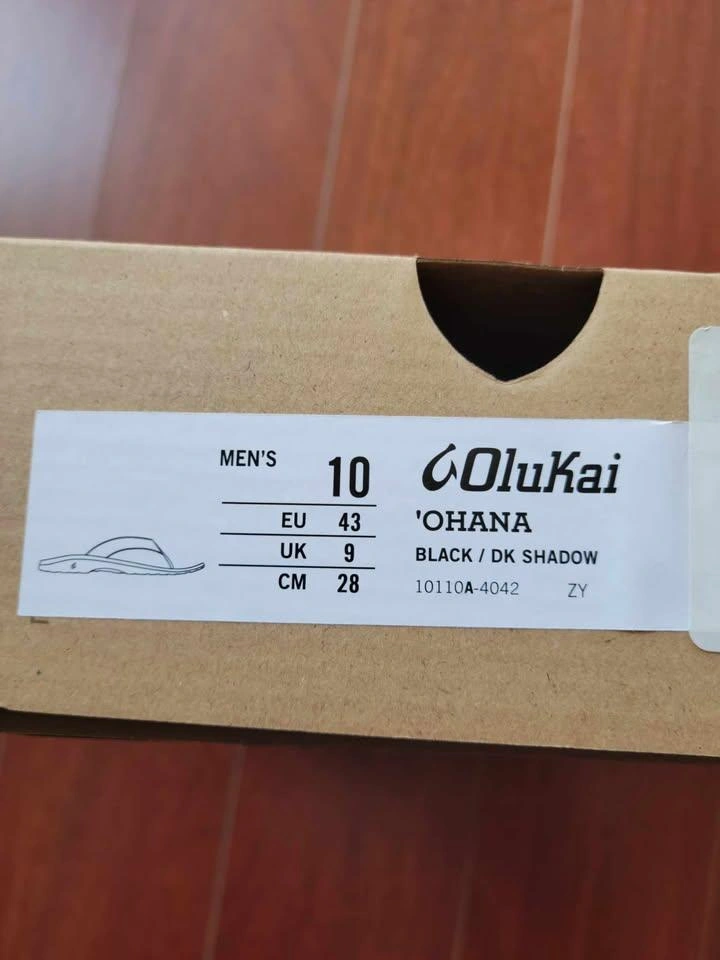 MEN'S 10
EU 43
UK 9
CM 28
OluKai
'OHANA
BLACK / DK SHADOW
10110A-4042 ZY